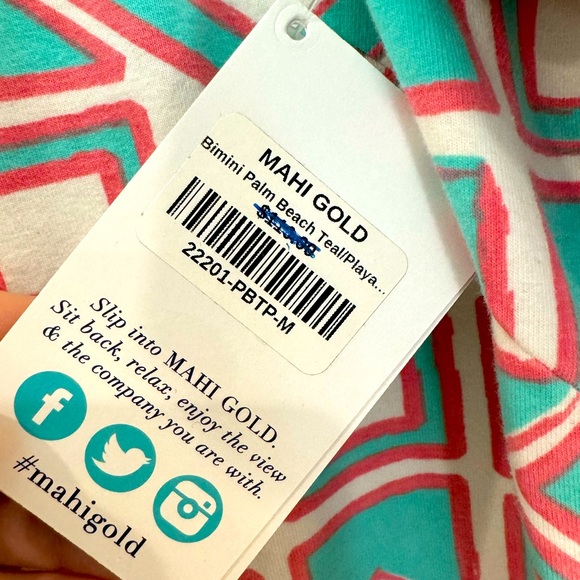 MAHI GOLD
Bimini Palm Beach Teal/Playa...
22201-PBTP-M
Slip into MAHI GOLD.
Sit back, relax, enjoy the view
& the company you are with.
#mahigold